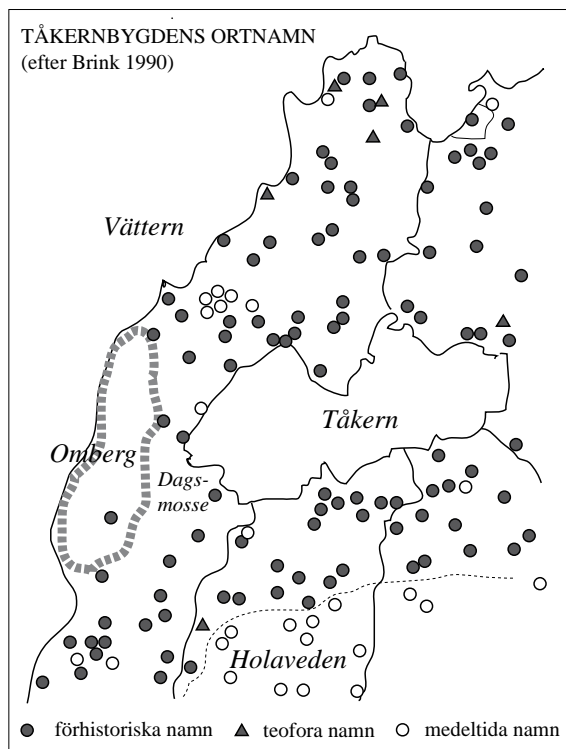 TÅKERNBYGDENS ORTNAMN
(efter Brink 1990)
Vättern
Tåkern
Omberg
Dags-
mosse
Holaveden
förhistoriska namn
teofora namn
medeltida namn